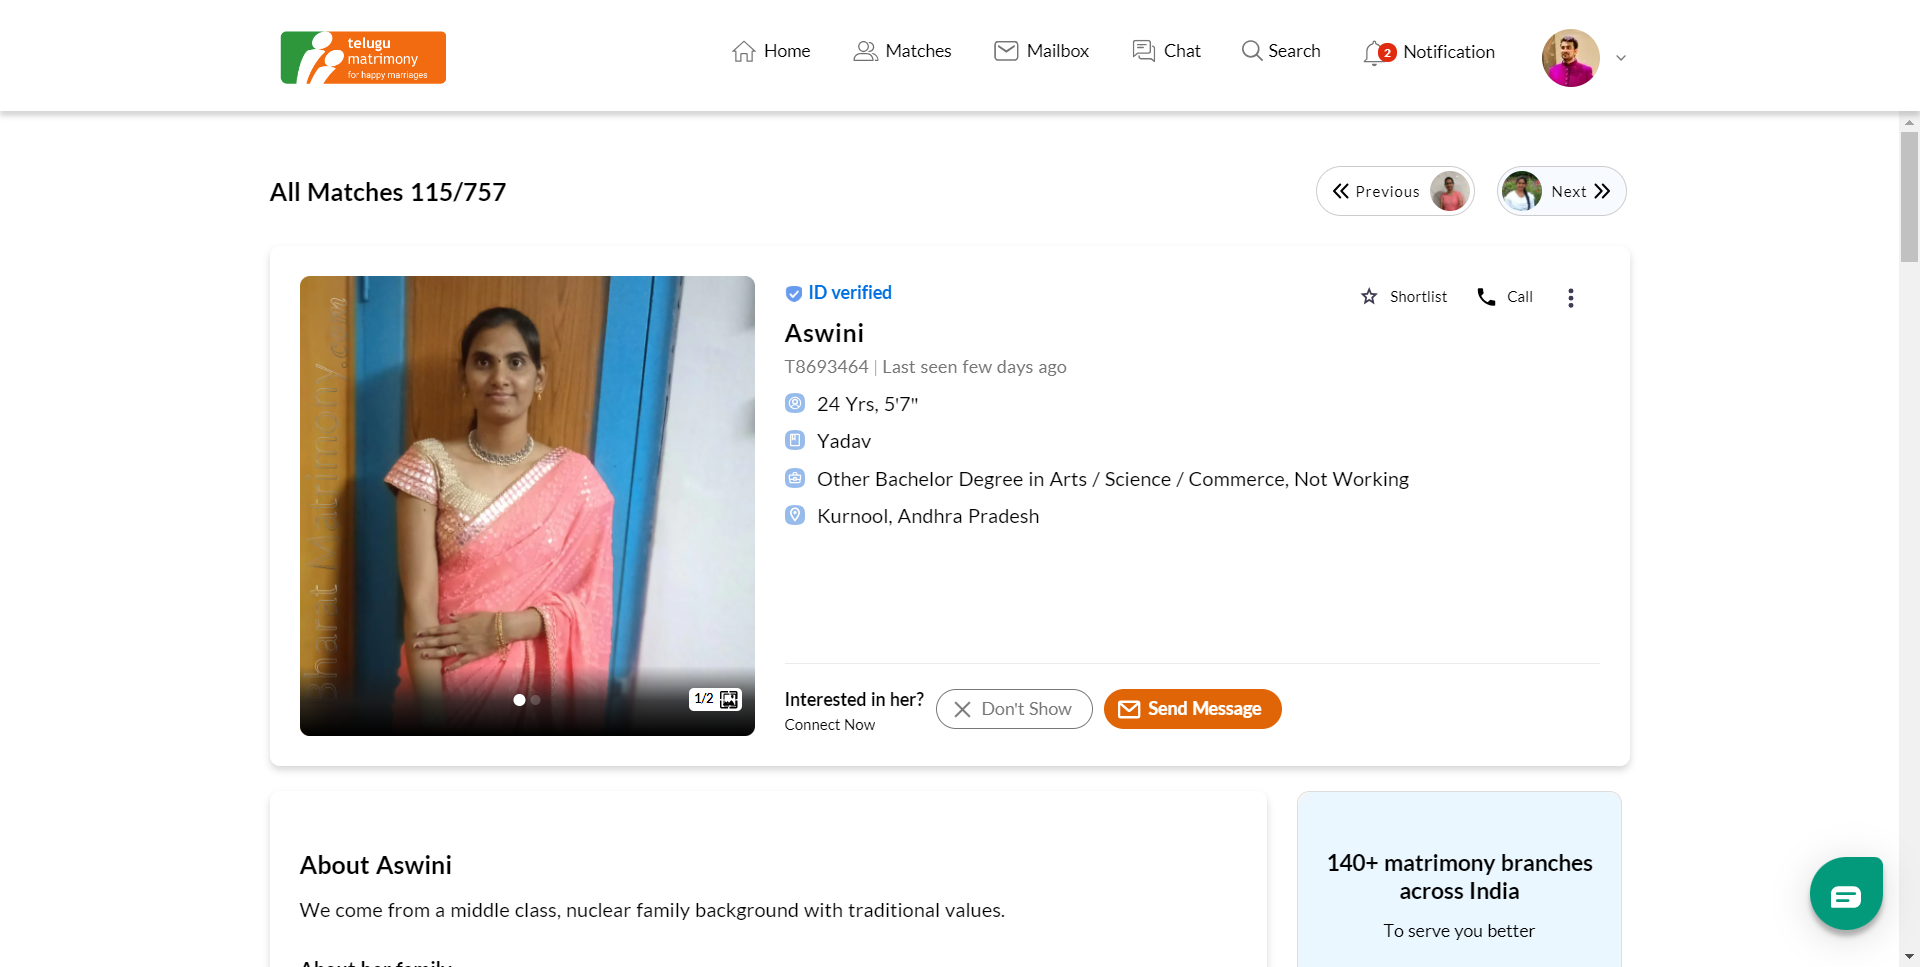 telugu
matrimony
for happy marriages
Home
Matches
Mailbox
Chat
Search
2
Notification
All Matches 115/757
Previous
Next
Bharat Matrimony.com
1/2
ID verified
Shortlist
Call
Aswini
T8693464 | Last seen few days ago
24 Yrs, 5'7"
Yadav
Other Bachelor Degree in Arts / Science / Commerce, Not Working
Kurnool, Andhra Pradesh
Interested in her?
Connect Now
Don't Show
Send Message
About Aswini
We come from a middle class, nuclear family background with traditional values.
About her family
140+ matrimony branches
across India
To serve you better